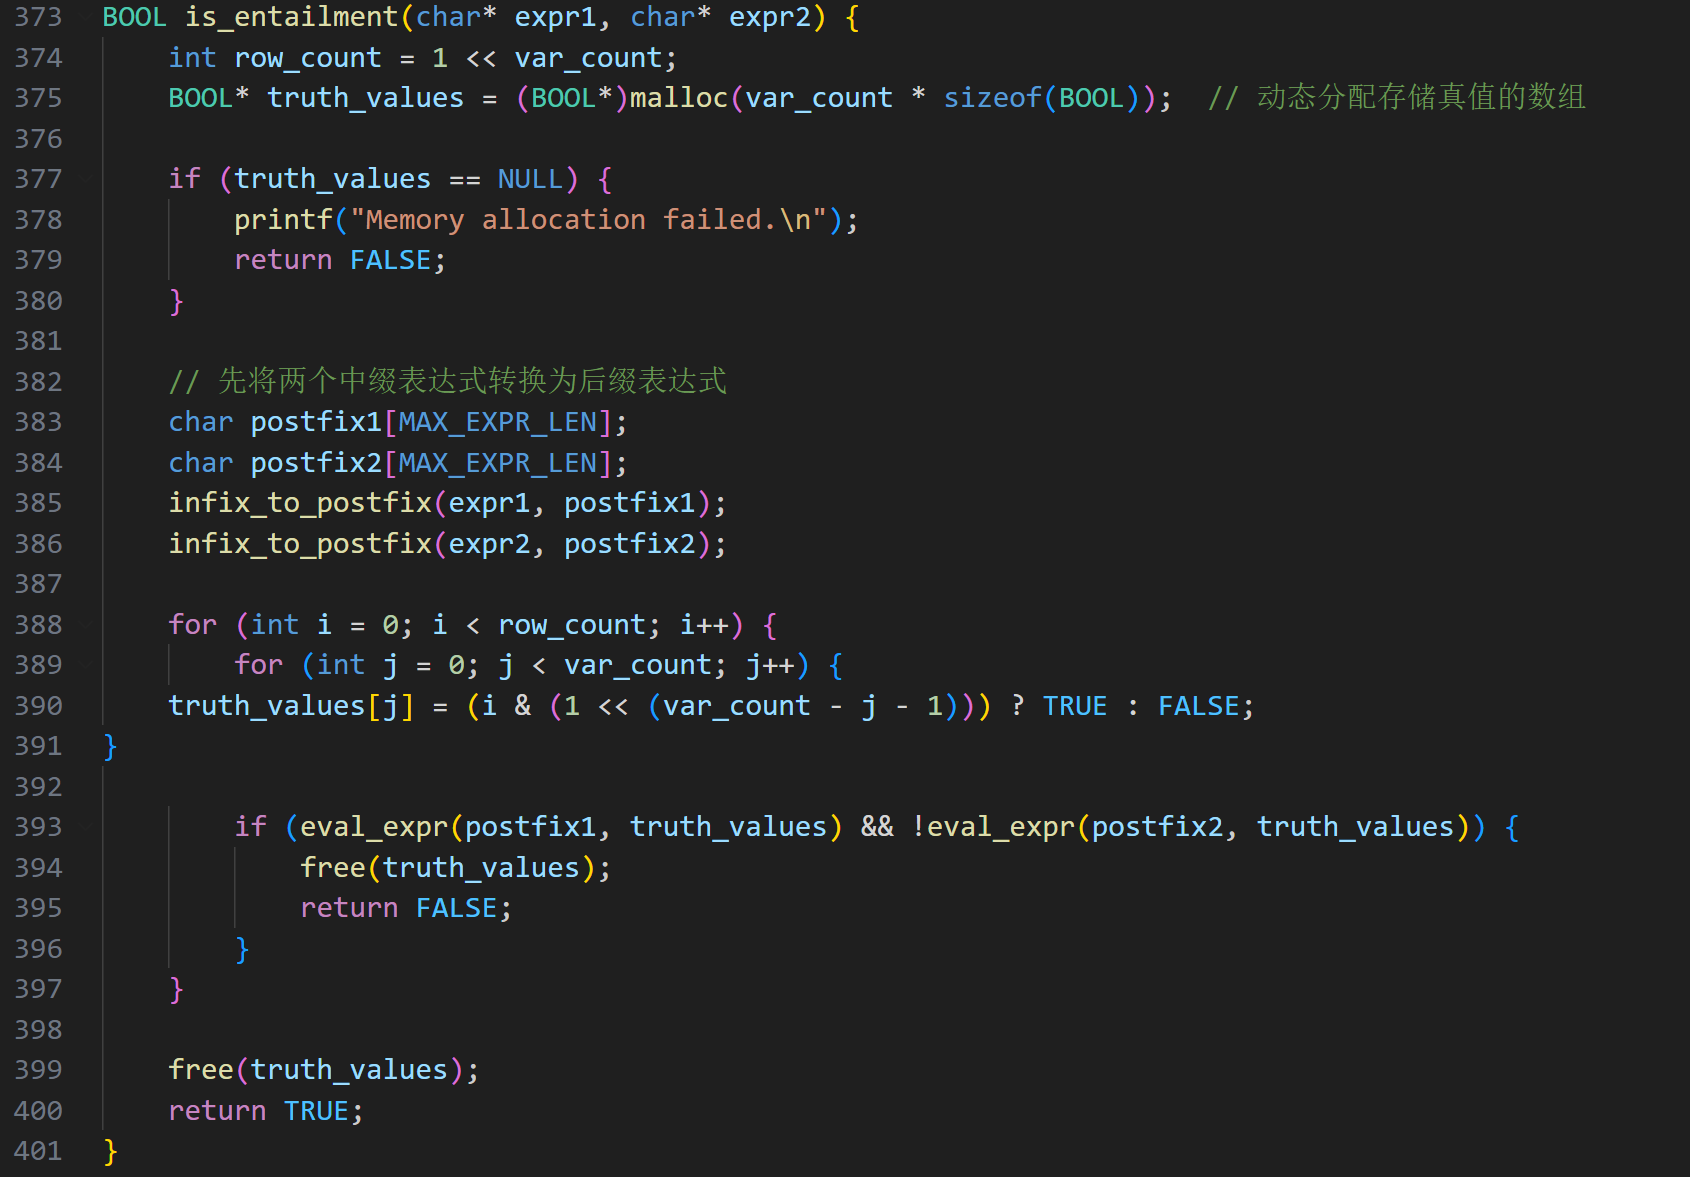 373 BOOL is_entailment(char* expr1, char* expr2) {
374     int row_count = 1 << var_count;
375     BOOL* truth_values = (BOOL*)malloc(var_count * sizeof(BOOL));  // 动态分配存储真值的数组
376
377     if (truth_values == NULL) {
378         printf("Memory allocation failed.\n");
379         return FALSE;
380     }
381
382     // 先将两个中缀表达式转换为后缀表达式
383     char postfix1[MAX_EXPR_LEN];
384     char postfix2[MAX_EXPR_LEN];
385     infix_to_postfix(expr1, postfix1);
386     infix_to_postfix(expr2, postfix2);
387
388     for (int i = 0; i < row_count; i++) {
389         for (int j = 0; j < var_count; j++) {
390     truth_values[j] = (i & (1 << (var_count - j - 1))) ? TRUE : FALSE;
391 }
392
393         if (eval_expr(postfix1, truth_values) && !eval_expr(postfix2, truth_values)) {
394             free(truth_values);
395             return FALSE;
396         }
397     }
398
399     free(truth_values);
400     return TRUE;
401 }